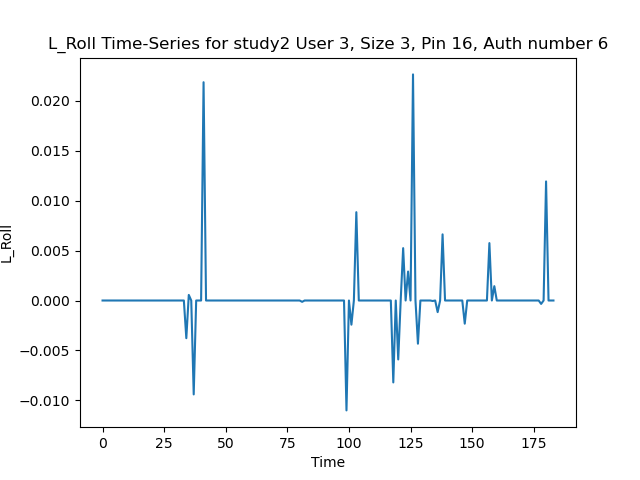 L_Roll Time-Series for study2 User 3, Size 3, Pin 16, Auth number 6
0.020
0.015
0.010
0.005
0.000
−0.005
−0.010
L_Roll
0 25 50 75 100 125 150 175
Time